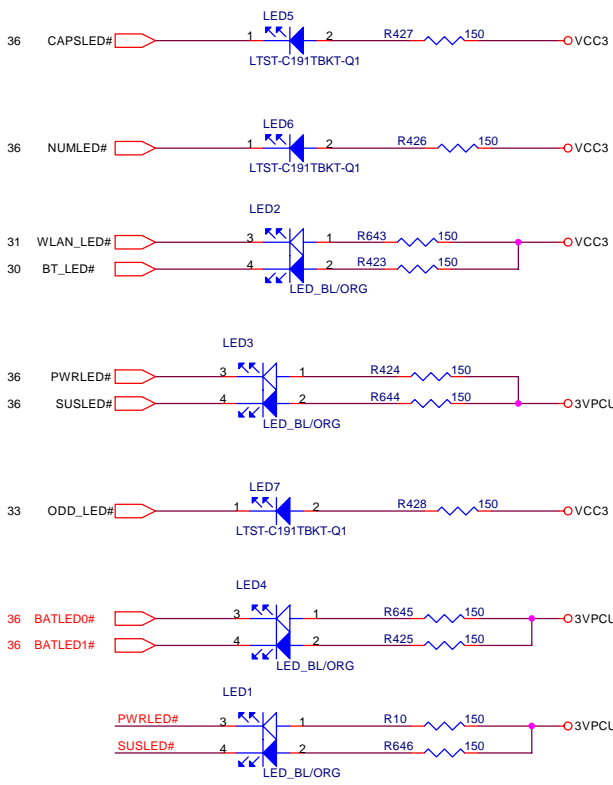 LED5
36 CAPSLED# 1 2 R427 150 VCC3
LTST-C191TBKT-Q1
LED6
36 NUMLED# 1 2 R426 150 VCC3
LTST-C191TBKT-Q1
LED2
31 WLAN_LED# 3 1 R643 150 VCC3
30 BT_LED# 4 2 R423 150
LED_BL/ORG
LED3
36 PWRLED# 3 1 R424 150
36 SUSLED# 4 2 R644 150 3VPCU
LED_BL/ORG
LED7
33 ODD_LED# 1 2 R428 150 VCC3
LTST-C191TBKT-Q1
LED4
36 BATLED0# 3 1 R645 150 3VPCU
36 BATLED1# 4 2 R425 150
LED_BL/ORG
LED1
PWRLED# 3 1 R10 150 3VPCU
SUSLED# 4 2 R646 150
LED_BL/ORG